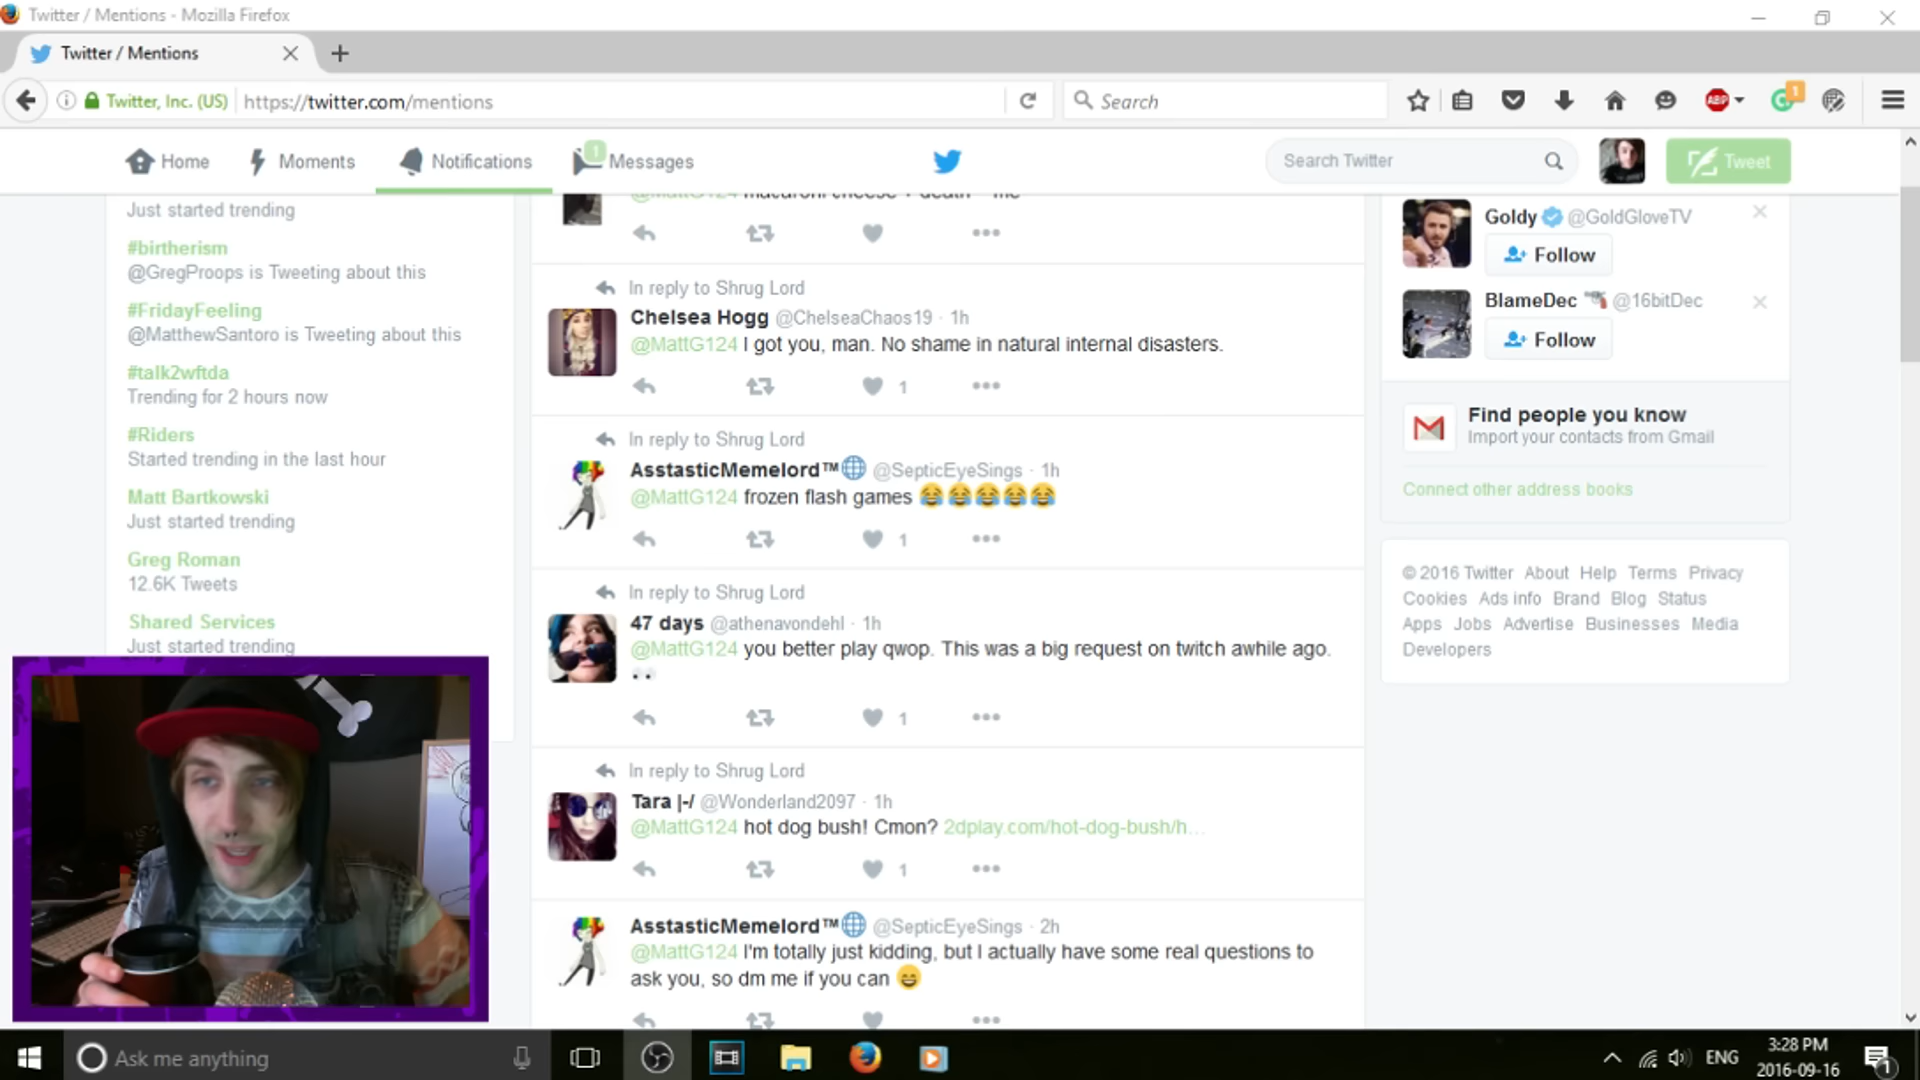 Twitter / Mentions - Mozilla Firefox
Twitter / Mentions
Twitter, Inc. (US)
https://twitter.com/mentions
Search
ABP
1
Home
Moments
Notifications
1
Messages
Search Twitter
Tweet
Just started trending
#birtherism
@GregProops is Tweeting about this
#FridayFeeling
@MatthewSantoro is Tweeting about this
#talk2wftda
Trending for 2 hours now
#Riders
Started trending in the last hour
Matt Bartkowski
Just started trending
Greg Roman
12.6K Tweets
Shared Services
Just started trending
@MattG124 macaroni cheese + death = me
In reply to Shrug Lord
Chelsea Hogg @ChelseaChaos19 · 1h
@MattG124 I got you, man. No shame in natural internal disasters.
1
In reply to Shrug Lord
AsstasticMemelord™🌐 @SepticEyeSings · 1h
@MattG124 frozen flash games 😂😂😂😂😂
1
In reply to Shrug Lord
47 days @athenavondehl · 1h
@MattG124 you better play qwop. This was a big request on twitch awhile ago.
👀
1
In reply to Shrug Lord
Tara |-/ @Wonderland2097 · 1h
@MattG124 hot dog bush! Cmon? 2dplay.com/hot-dog-bush/h...
1
AsstasticMemelord™🌐 @SepticEyeSings · 2h
@MattG124 I'm totally just kidding, but I actually have some real questions to
ask you, so dm me if you can 😄
Goldy @GoldGloveTV
Follow
BlameDec 🔫 @16bitDec
Follow
Find people you know
Import your contacts from Gmail
Connect other address books
© 2016 Twitter About Help Terms Privacy
Cookies Ads info Brand Blog Status
Apps Jobs Advertise Businesses Media
Developers
Ask me anything
ENG
3:28 PM
2016-09-16
1